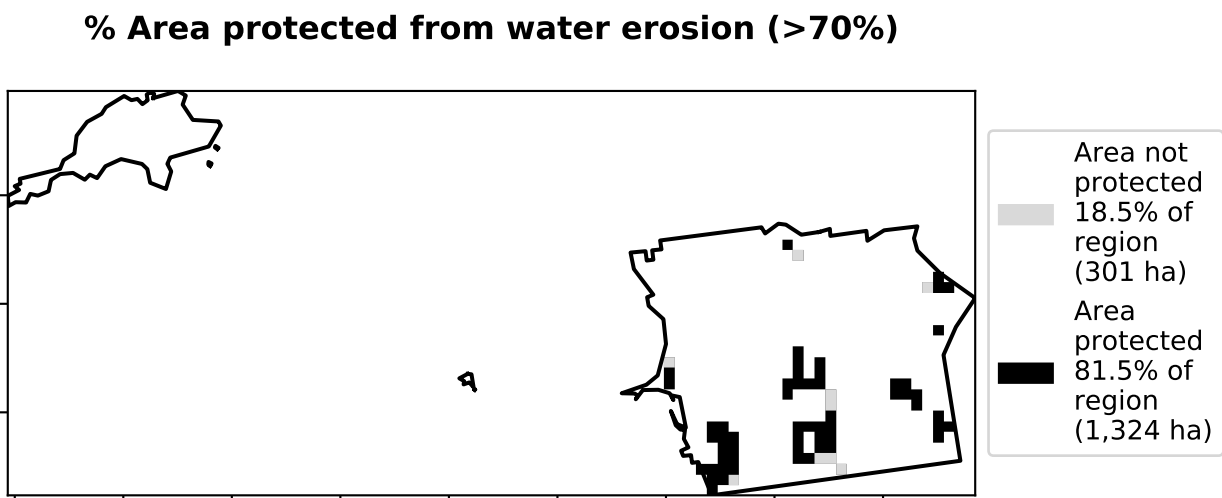 % Area protected from water erosion (>70%)
Area not
protected
18.5% of
region
(301 ha)
Area
protected
81.5% of
region
(1,324 ha)